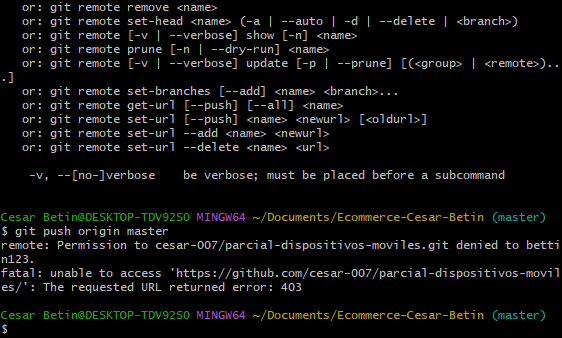 or: git remote remove <name>
or: git remote set-head <name> (-a | --auto | -d | --delete | <branch>)
or: git remote [-v | --verbose] show [-n] <name>
or: git remote prune [-n | --dry-run] <name>
or: git remote [-v | --verbose] update [-p | --prune] [(<group> | <remote>)..
.]
or: git remote set-branches [--add] <name> <branch>...
or: git remote get-url [--push] [--all] <name>
or: git remote set-url [--push] <name> <newurl> [<oldurl>]
or: git remote set-url --add <name> <newurl>
or: git remote set-url --delete <name> <url>
-v, --[no-]verbose    be verbose; must be placed before a subcommand
Cesar Betin@DESKTOP-TDV92SO MINGW64 ~/Documents/Ecommerce-Cesar-Betin (master)
$ git push origin master
remote: Permission to cesar-007/parcial-dispositivos-moviles.git denied to betti
n123.
fatal: unable to access 'https://github.com/cesar-007/parcial-dispositivos-movil
es/': The requested URL returned error: 403
Cesar Betin@DESKTOP-TDV92SO MINGW64 ~/Documents/Ecommerce-Cesar-Betin (master)
$